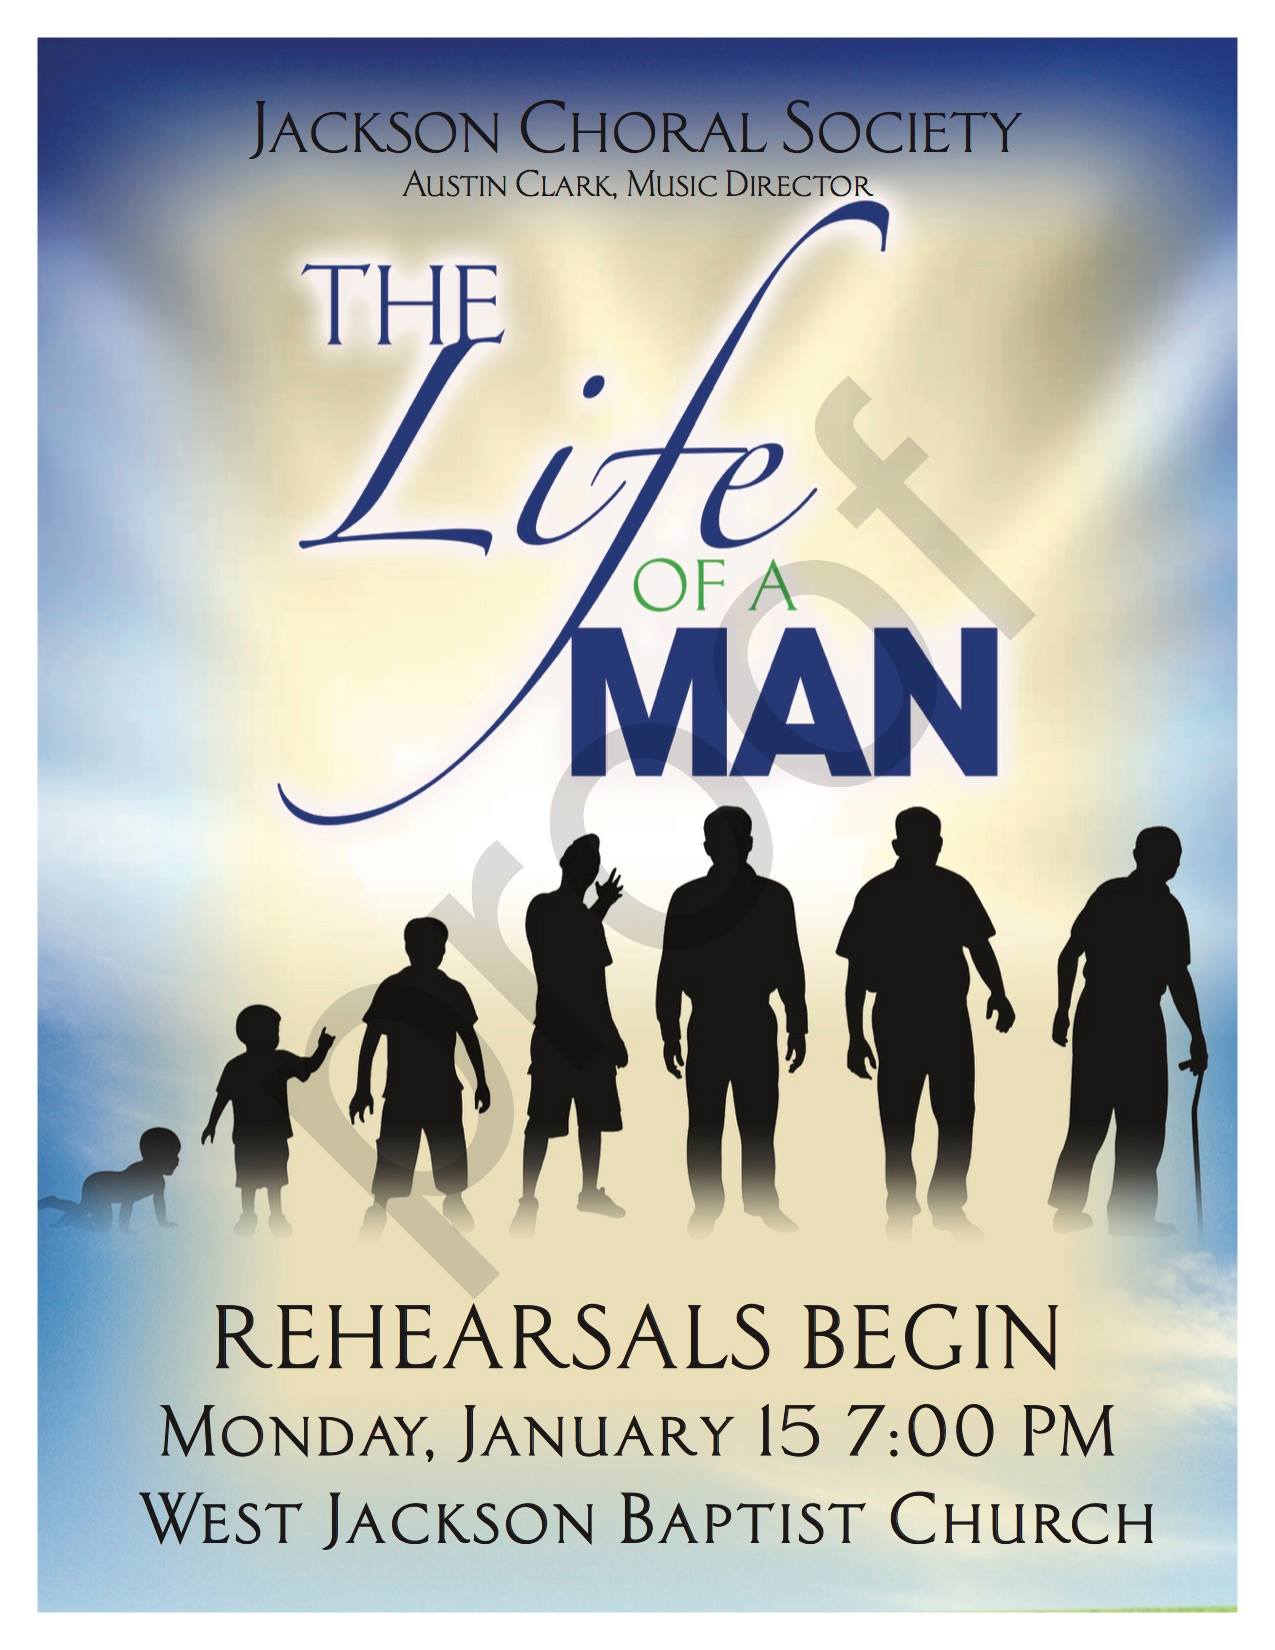 Jackson Choral Society
Austin Clark, Music Director
THE
Life
OF A
MAN
proof
REHEARSALS BEGIN
Monday, January 15 7:00 PM
West Jackson Baptist Church